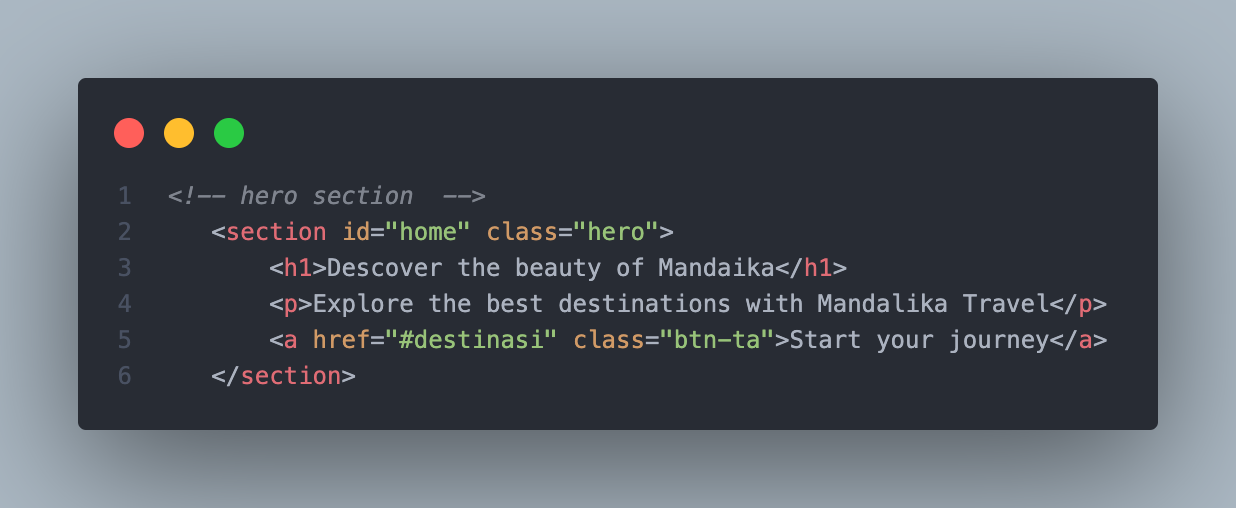 1 <!-- hero section  -->
2    <section id="home" class="hero">
3        <h1>Descover the beauty of Mandaika</h1>
4        <p>Explore the best destinations with Mandalika Travel</p>
5        <a href="#destinasi" class="btn-ta">Start your journey</a>
6    </section>